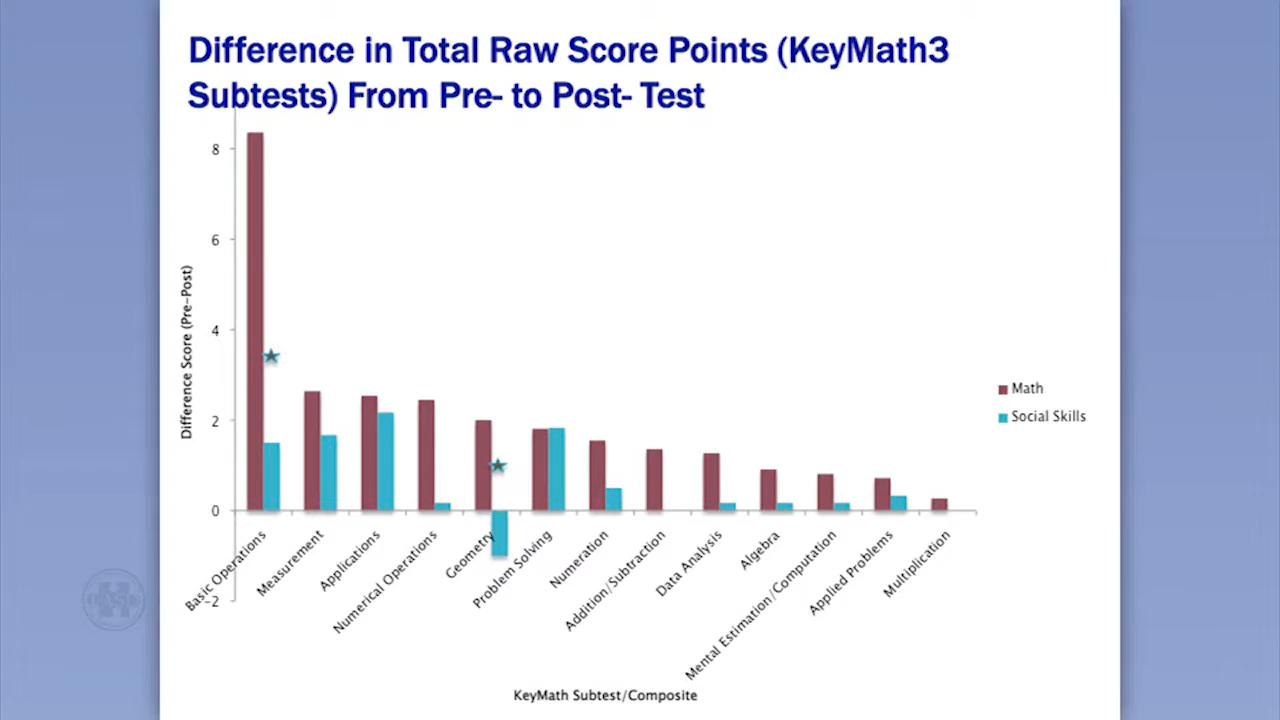 Difference in Total Raw Score Points (KeyMath3
Subtests) From Pre- to Post- Test
8
6
4
2
0
-2
Difference Score (Pre-Post)
Basic Operations
Measurement
Applications
Numerical Operations
Geometry
Problem Solving
Numeration
Addition/Subtraction
Data Analysis
Algebra
Mental Estimation/Computation
Applied Problems
Multiplication
Math
Social Skills
KeyMath Subtest/Composite